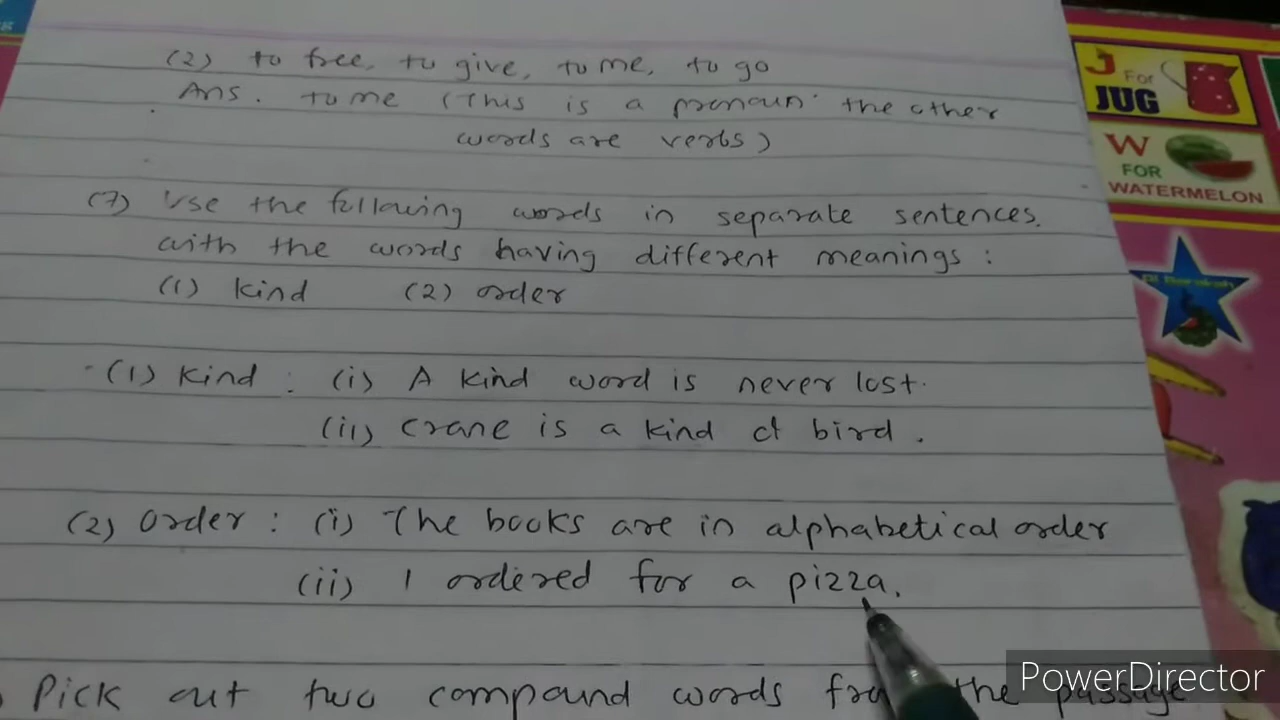 (2) to free, to give, to me, to go
Ans. to me (This is a pronoun the other
words are verbs)
(7) Use the following words in separate sentences.
with the words having different meanings :
(1) kind (2) order
(1) Kind : (i) A kind word is never lost.
(ii) Crane is a kind of bird.
(2) Order : (i) The books are in alphabetical order
(ii) I ordered for a pizza.
Pick out two compound words from the passage
J For
JUG
W
FOR
WATERMELON
PowerDirector